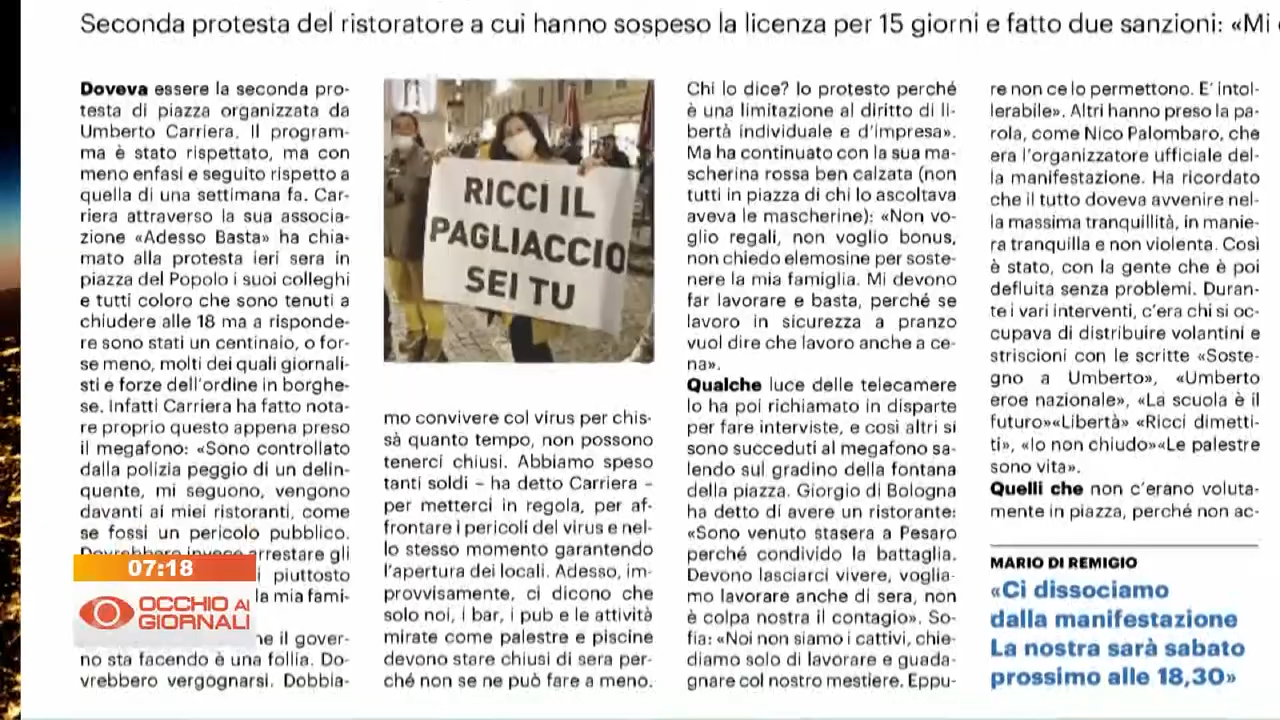 Seconda protesta del ristoratore a cui hanno sospeso la licenza per 15 giorni e fatto due sanzioni: «Mi
Doveva essere la seconda pro-
testa di piazza organizzata da
Umberto Carriera. Il program-
ma è stato rispettato, ma con
meno enfasi e seguito rispetto a
quella di una settimana fa. Car-
riera attraverso la sua associa-
zione «Adesso Basta» ha chia-
mato alla protesta ieri sera in
piazza del Popolo i suoi colleghi
e tutti coloro che sono tenuti a
chiudere alle 18 ma a risponde-
re sono stati un centinaio, o for-
se meno, molti dei quali giornali-
sti e forze dell'ordine in borghe-
se. Infatti Carriera ha fatto nota-
re proprio questo appena preso
il megafono: «Sono controllato
dalla polizia peggio di un delin-
quente, mi seguono, vengono
davanti ai miei ristoranti, come
se fossi un pericolo pubblico.
Dovrebbero invece arrestare gli
piuttosto
la mia fami-
he il gover-
no sta facendo è una follia. Do-
vrebbero vergognarsi. Dobbia-
07:18
OCCHIO AI
GIORNALI
RICCI IL
PAGLIACCIO
SEI TU
mo convivere col virus per chis-
sà quanto tempo, non possono
tenerci chiusi. Abbiamo speso
tanti soldi – ha detto Carriera –
per metterci in regola, per af-
frontare i pericoli del virus e nel-
lo stesso momento garantendo
l'apertura dei locali. Adesso, im-
provvisamente, ci dicono che
solo noi, i bar, i pub e le attività
mirate come palestre e piscine
devono stare chiusi di sera per-
ché non se ne può fare a meno.
Chi lo dice? Io protesto perché
è una limitazione al diritto di li-
bertà individuale e d'impresa».
Ma ha continuato con la sua ma-
scherina rossa ben calzata (non
tutti in piazza di chi lo ascoltava
aveva le mascherine): «Non vo-
glio regali, non voglio bonus,
non chiedo elemosine per soste-
nere la mia famiglia. Mi devono
far lavorare e basta, perché se
lavoro in sicurezza a pranzo
vuol dire che lavoro anche a ce-
na».
Qualche luce delle telecamere
lo ha poi richiamato in disparte
per fare interviste, e così altri si
sono succeduti al megafono sa-
lendo sul gradino della fontana
della piazza. Giorgio di Bologna
ha detto di avere un ristorante:
«Sono venuto stasera a Pesaro
perché condivido la battaglia.
Devono lasciarci vivere, voglia-
mo lavorare anche di sera, non
è colpa nostra il contagio». So-
fia: «Noi non siamo i cattivi, chie-
diamo solo di lavorare e guada-
gnare col nostro mestiere. Eppu-
re non ce lo permettono. E' intol-
lerabile». Altri hanno preso la pa-
rola, come Nico Palombaro, che
era l'organizzatore ufficiale del-
la manifestazione. Ha ricordato
che il tutto doveva avvenire nel-
la massima tranquillità, in manie-
ra tranquilla e non violenta. Così
è stato, con la gente che è poi
defluita senza problemi. Duran-
te i vari interventi, c'era chi si oc-
cupava di distribuire volantini e
striscioni con le scritte «Soste-
gno a Umberto», «Umberto
eroe nazionale», «La scuola è il
futuro»«Libertà» «Ricci dimetti-
ti», «Io non chiudo»«Le palestre
sono vita».
Quelli che non c'erano voluta-
mente in piazza, perché non ac-
MARIO DI REMIGIO
«Ci dissociamo
dalla manifestazione
La nostra sarà sabato
prossimo alle 18,30»